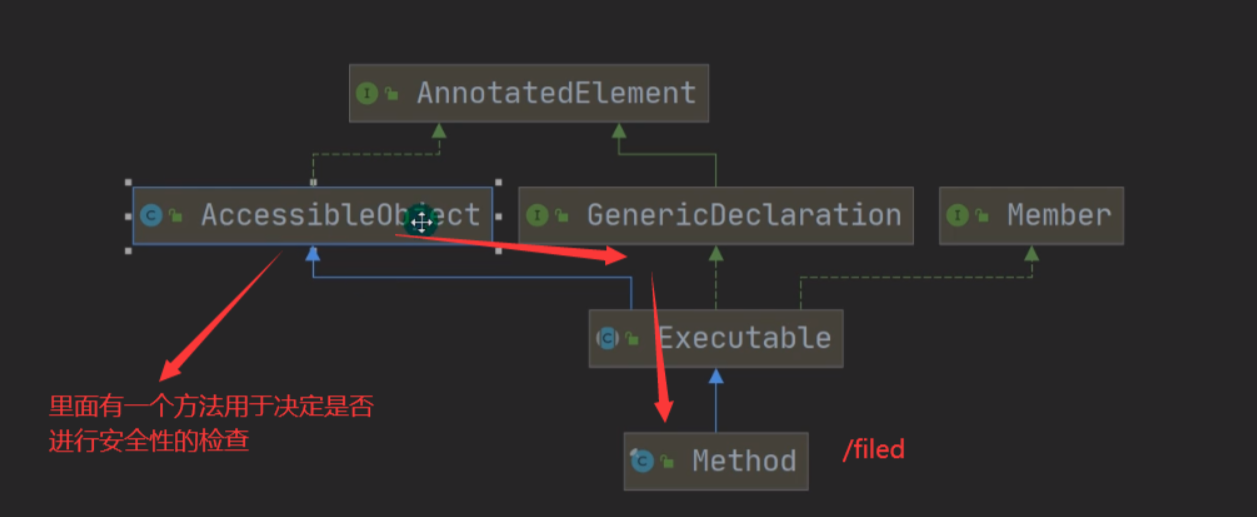 AnnotatedElement
AccessibleObject
GenericDeclaration
Member
Executable
里面有一个方法用于决定是否
进行安全性的检查
Method
/filed